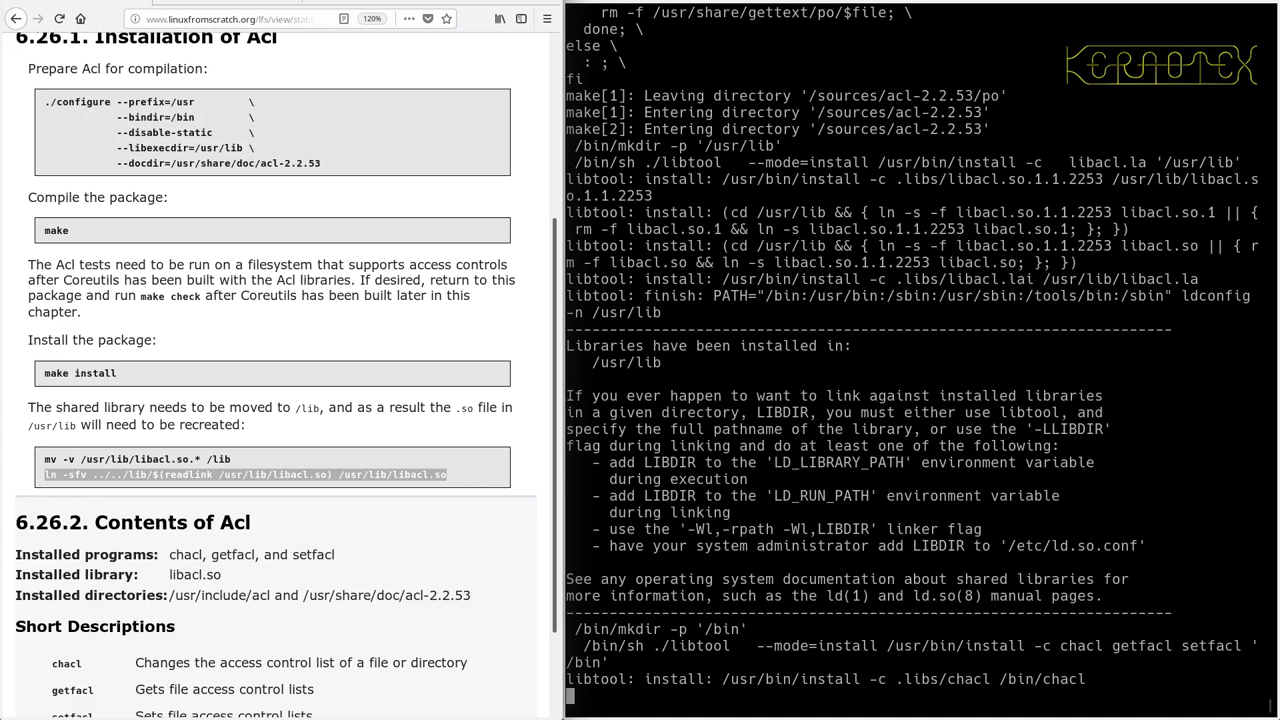 www.linuxfromscratch.org/lfs/view/stab
120%
6.26.1. Installation of Acl
Prepare Acl for compilation:
./configure --prefix=/usr         \
            --bindir=/bin         \
            --disable-static      \
            --libexecdir=/usr/lib \
            --docdir=/usr/share/doc/acl-2.2.53
Compile the package:
make
The Acl tests need to be run on a filesystem that supports access controls
after Coreutils has been built with the Acl libraries. If desired, return to this
package and run make check after Coreutils has been built later in this
chapter.
Install the package:
make install
The shared library needs to be moved to /lib, and as a result the .so file in
/usr/lib will need to be recreated:
mv -v /usr/lib/libacl.so.* /lib
ln -sfv ../../lib/$(readlink /usr/lib/libacl.so) /usr/lib/libacl.so
6.26.2. Contents of Acl
Installed programs: chacl, getfacl, and setfacl
Installed library: libacl.so
Installed directories: /usr/include/acl and /usr/share/doc/acl-2.2.53
Short Descriptions
chacl Changes the access control list of a file or directory
getfacl Gets file access control lists
setfacl Sets file access control lists
    rm -f /usr/share/gettext/po/$file; \
  done; \
else \
  : ; \
fi
KERAOTEX
make[1]: Leaving directory '/sources/acl-2.2.53/po'
make[1]: Entering directory '/sources/acl-2.2.53'
make[2]: Entering directory '/sources/acl-2.2.53'
 /bin/mkdir -p '/usr/lib'
 /bin/sh ./libtool   --mode=install /usr/bin/install -c   libacl.la '/usr/lib'
libtool: install: /usr/bin/install -c .libs/libacl.so.1.1.2253 /usr/lib/libacl.s
o.1.1.2253
libtool: install: (cd /usr/lib && { ln -s -f libacl.so.1.1.2253 libacl.so.1 || {
 rm -f libacl.so.1 && ln -s libacl.so.1.1.2253 libacl.so.1; }; })
libtool: install: (cd /usr/lib && { ln -s -f libacl.so.1.1.2253 libacl.so || { r
m -f libacl.so && ln -s libacl.so.1.1.2253 libacl.so; }; })
libtool: install: /usr/bin/install -c .libs/libacl.lai /usr/lib/libacl.la
libtool: finish: PATH="/bin:/usr/bin:/sbin:/usr/sbin:/tools/bin:/sbin" ldconfig
-n /usr/lib
----------------------------------------------------------------------
Libraries have been installed in:
   /usr/lib
If you ever happen to want to link against installed libraries
in a given directory, LIBDIR, you must either use libtool, and
specify the full pathname of the library, or use the '-LLIBDIR'
flag during linking and do at least one of the following:
   - add LIBDIR to the 'LD_LIBRARY_PATH' environment variable
     during execution
   - add LIBDIR to the 'LD_RUN_PATH' environment variable
     during linking
   - use the '-Wl,-rpath -Wl,LIBDIR' linker flag
   - have your system administrator add LIBDIR to '/etc/ld.so.conf'
See any operating system documentation about shared libraries for
more information, such as the ld(1) and ld.so(8) manual pages.
----------------------------------------------------------------------
 /bin/mkdir -p '/bin'
  /bin/sh ./libtool   --mode=install /usr/bin/install -c chacl getfacl setfacl '
/bin'
libtool: install: /usr/bin/install -c .libs/chacl /bin/chacl